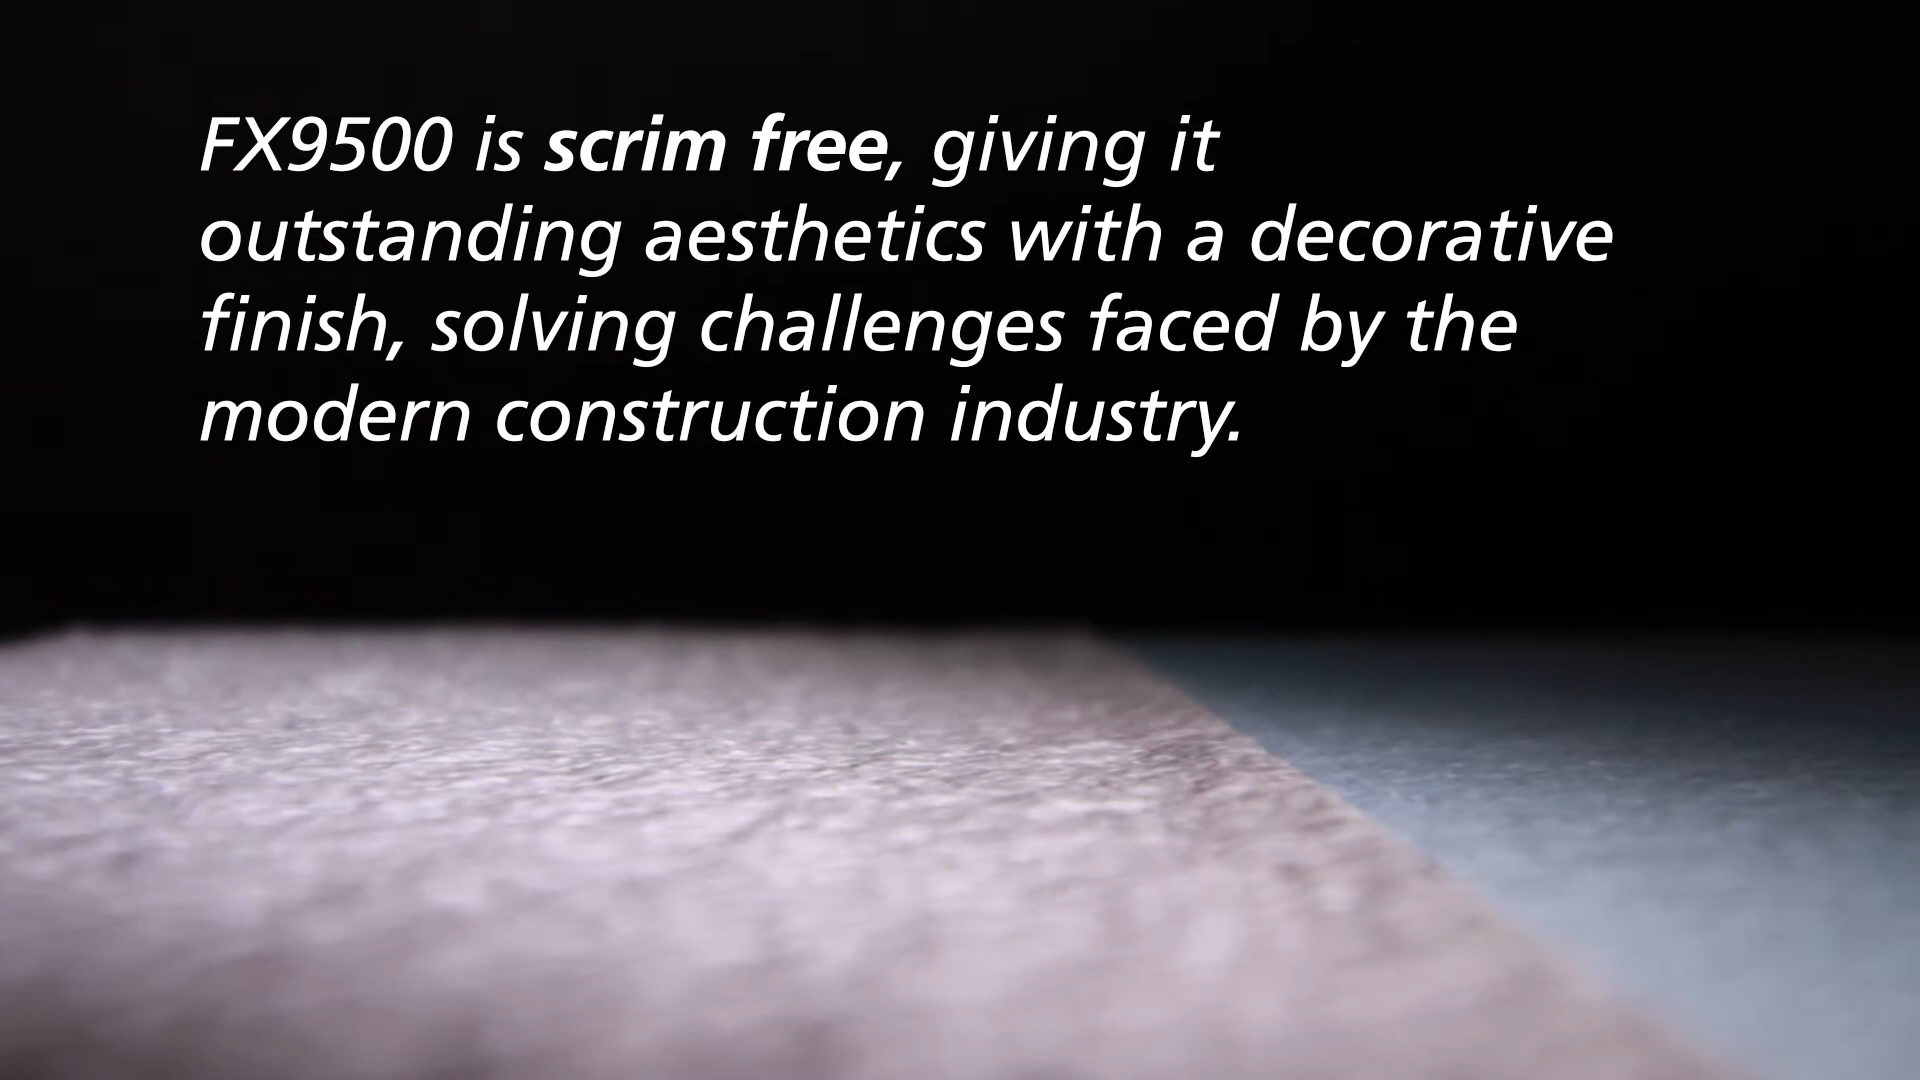 FX9500 is scrim free, giving it
outstanding aesthetics with a decorative
finish, solving challenges faced by the
modern construction industry.